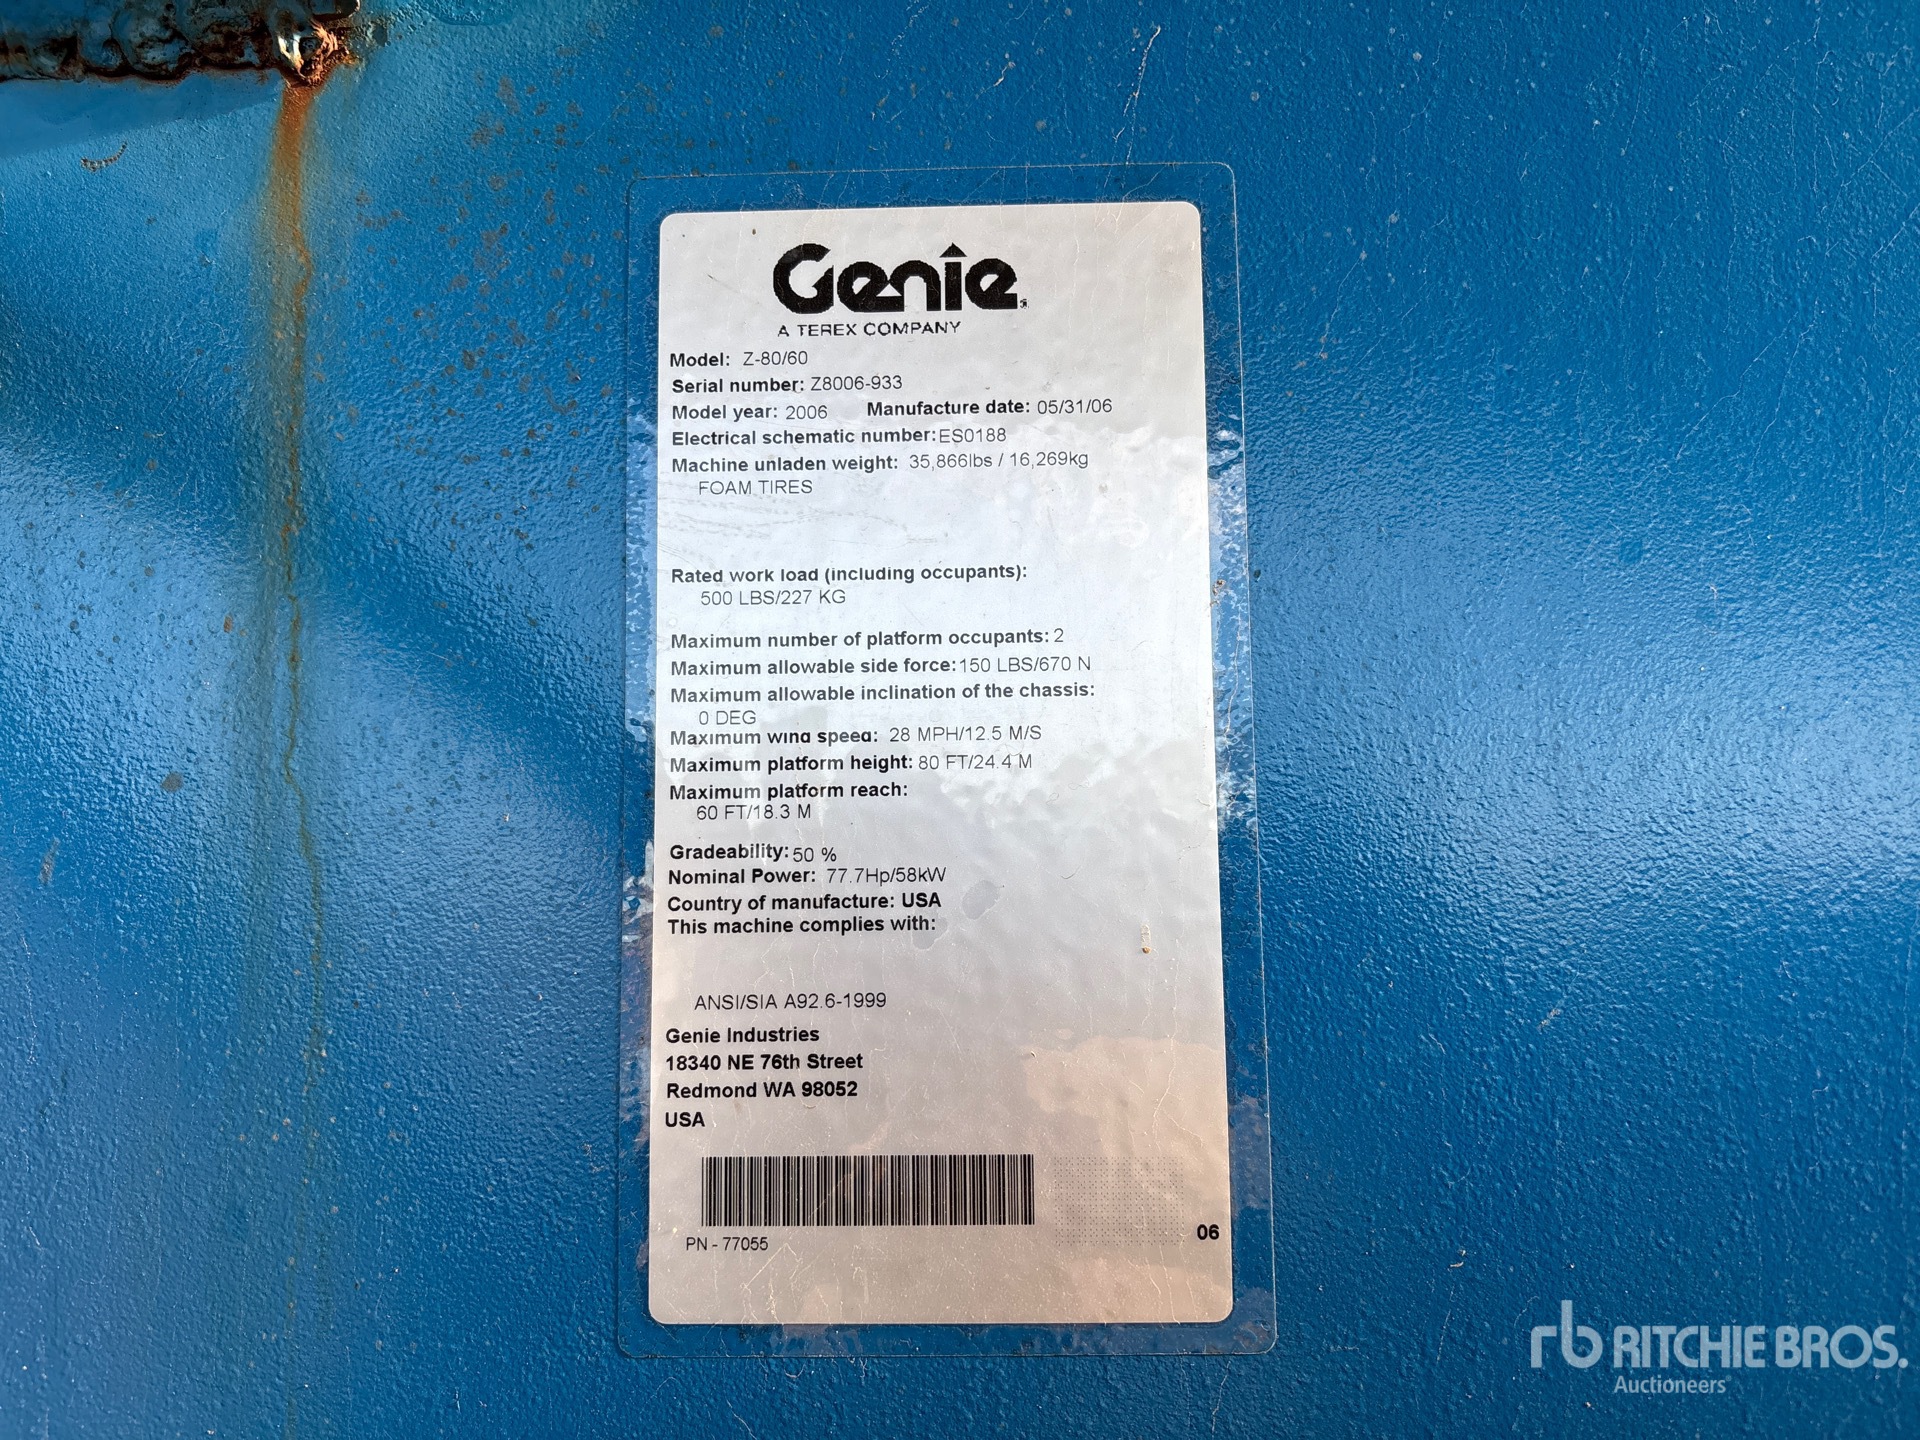 Genie
A TEREX COMPANY
Model: Z-80/60
Serial number: Z8006-933
Model year: 2006 Manufacture date: 05/31/06
Electrical schematic number: ES0188
Machine unladen weight: 35,866lbs / 16,269kg
FOAM TIRES
Rated work load (including occupants):
500 LBS/227 KG
Maximum number of platform occupants: 2
Maximum allowable side force: 150 LBS/670 N
Maximum allowable inclination of the chassis:
0 DEG
Maximum wind speed: 28 MPH/12.5 M/S
Maximum platform height: 80 FT/24.4 M
Maximum platform reach:
60 FT/18.3 M
Gradeability: 50 %
Nominal Power: 77.7Hp/58kW
Country of manufacture: USA
This machine complies with:
ANSI/SIA A92.6-1999
Genie Industries
18340 NE 76th Street
Redmond WA 98052
USA
PN - 77055
06
rb RITCHIE BROS.
Auctioneers